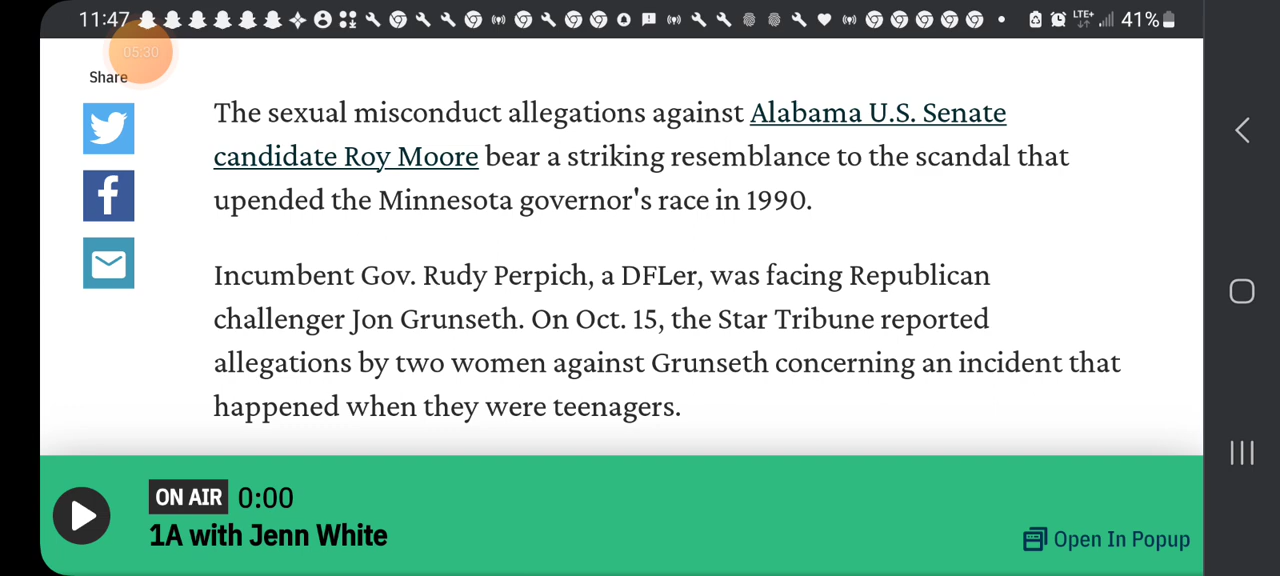 11:47
LTE+
41%
05:30
Share
The sexual misconduct allegations against Alabama U.S. Senate
candidate Roy Moore bear a striking resemblance to the scandal that
upended the Minnesota governor's race in 1990.
Incumbent Gov. Rudy Perpich, a DFLer, was facing Republican
challenger Jon Grunseth. On Oct. 15, the Star Tribune reported
allegations by two women against Grunseth concerning an incident that
happened when they were teenagers.
ON AIR 0:00
1A with Jenn White
Open In Popup